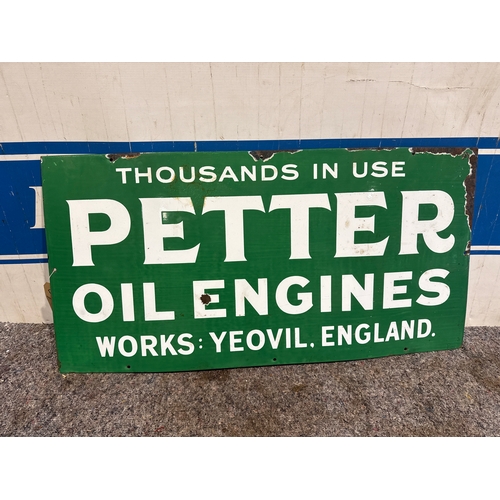 THOUSANDS IN USE
PETTER
OIL ENGINES
WORKS: YEOVIL, ENGLAND.